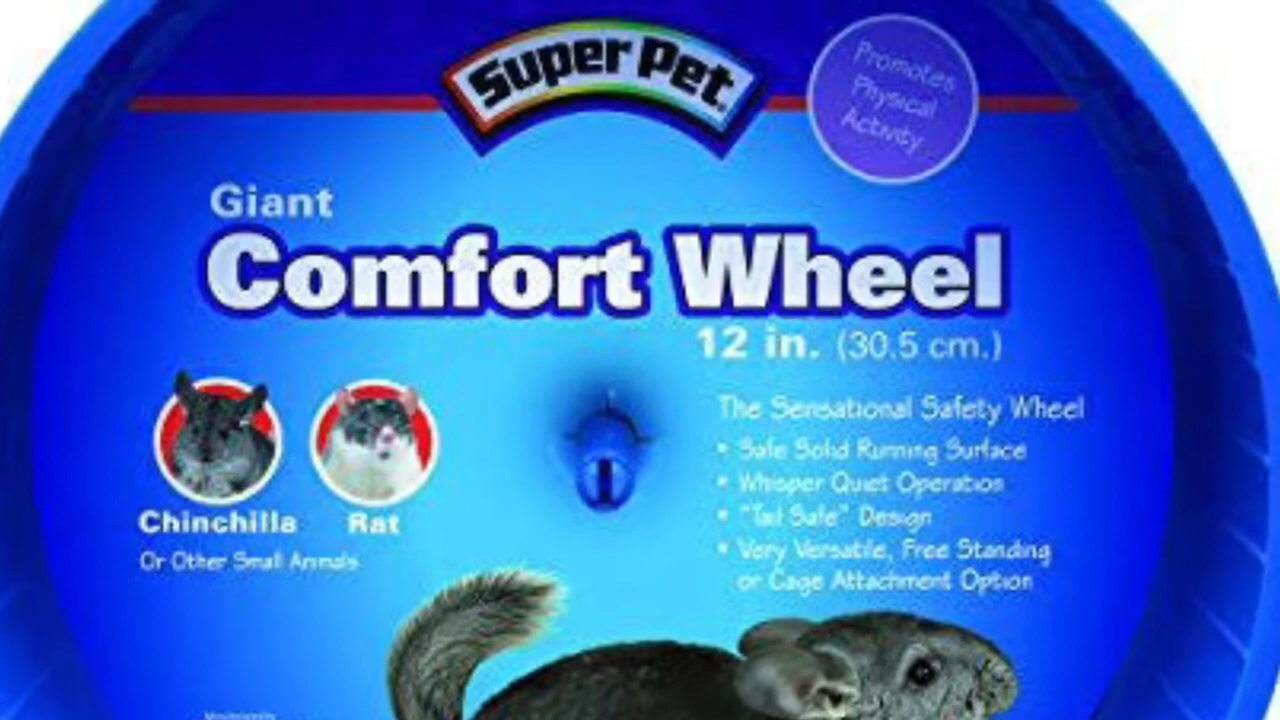 Super Pet
Promotes
Physical
Activity
Giant
Comfort Wheel
12 in. (30.5 cm.)
The Sensational Safety Wheel
• Safe Solid Running Surface
• Whisper Quiet Operation
• "Tail Safe" Design
• Very Versatile, Free Standing
or Cage Attachment Option
Chinchilla Rat
Or Other Small Animals